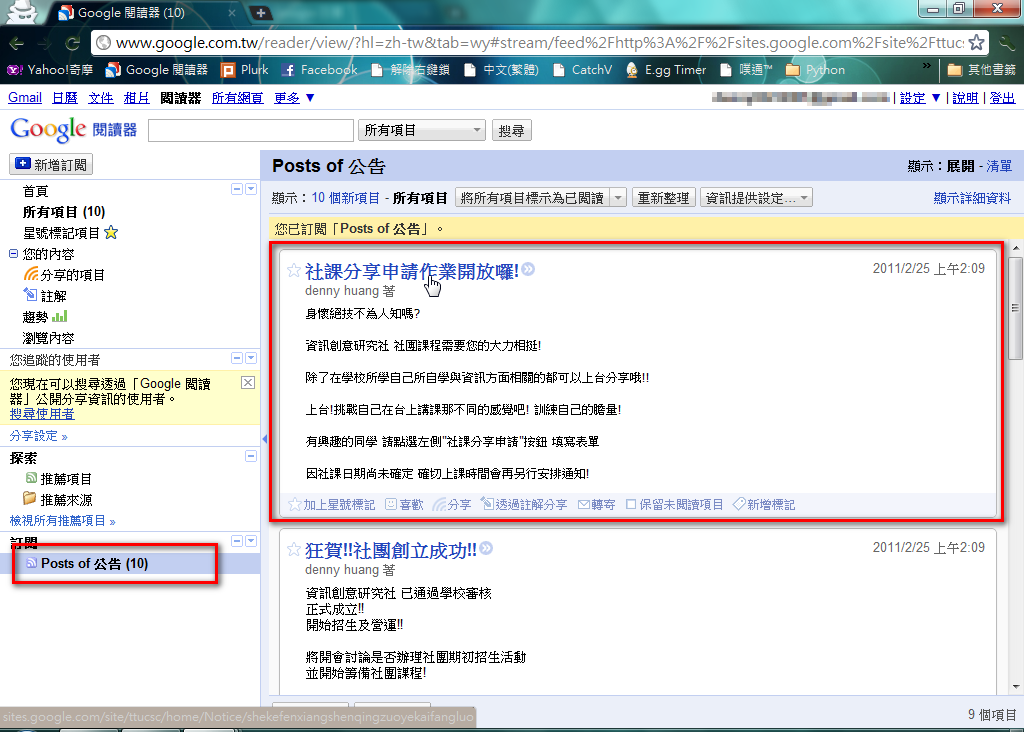 Google 閱讀器 (10)
www.google.com.tw/reader/view/?hl=zh-tw&tab=wy#stream/feed%2Fhttp%3A%2F%2Fsites.google.com%2Fsite%2Fttucs
Yahoo!奇摩 Google 閱讀器 Plurk Facebook 解除右鍵鎖 中文(繁體) CatchV E.gg Timer 噗通™ Python » 其他書籤
Gmail 日曆 文件 相片 閱讀器 所有網頁 更多 ▼ 設定 ▼ | 說明 | 登出
Google 閱讀器 所有項目 搜尋
新增訂閱
首頁
所有項目 (10)
星號標記項目
您的內容
分享的項目
註解
趨勢
瀏覽內容
您追蹤的使用者
您現在可以搜尋透過「Google 閱讀
器」公開分享資訊的使用者。
搜尋使用者
分享設定 »
探索
推薦項目
推薦來源
檢視所有推薦項目 »
訂閱
Posts of 公告 (10)
Posts of 公告 顯示：展開 - 清單
顯示：10 個新項目 - 所有項目 將所有項目標示為已閱讀 重新整理 資訊提供設定... 顯示詳細資料
您已訂閱「Posts of 公告」。
社課分享申請作業開放囉! 2011/2/25 上午2:09
denny huang 著
身懷絕技不為人知嗎?
資訊創意研究社 社團課程需要您的大力相挺!
除了在學校所學自己所自學與資訊方面相關的都可以上台分享哦!!
上台!挑戰自己在台上講課那不同的感覺吧! 訓練自己的膽量!
有興趣的同學 請點選左側"社課分享申請"按鈕 填寫表單
因社課日期尚未確定 確切上課時間會再另行安排通知!
加上星號標記 喜歡 分享 透過註解分享 轉寄 保留未閱讀項目 新增標記
狂賀!!社團創立成功!! 2011/2/25 上午2:09
denny huang 著
資訊創意研究社 已通過學校審核
正式成立!!
開始招生及營運!!
將開會討論是否辦理社團期初招生活動
並開始籌備社團課程!
sites.google.com/site/ttucsc/home/Notice/shekefenxiangshenqingzuoyekaifangluo
9 個項目